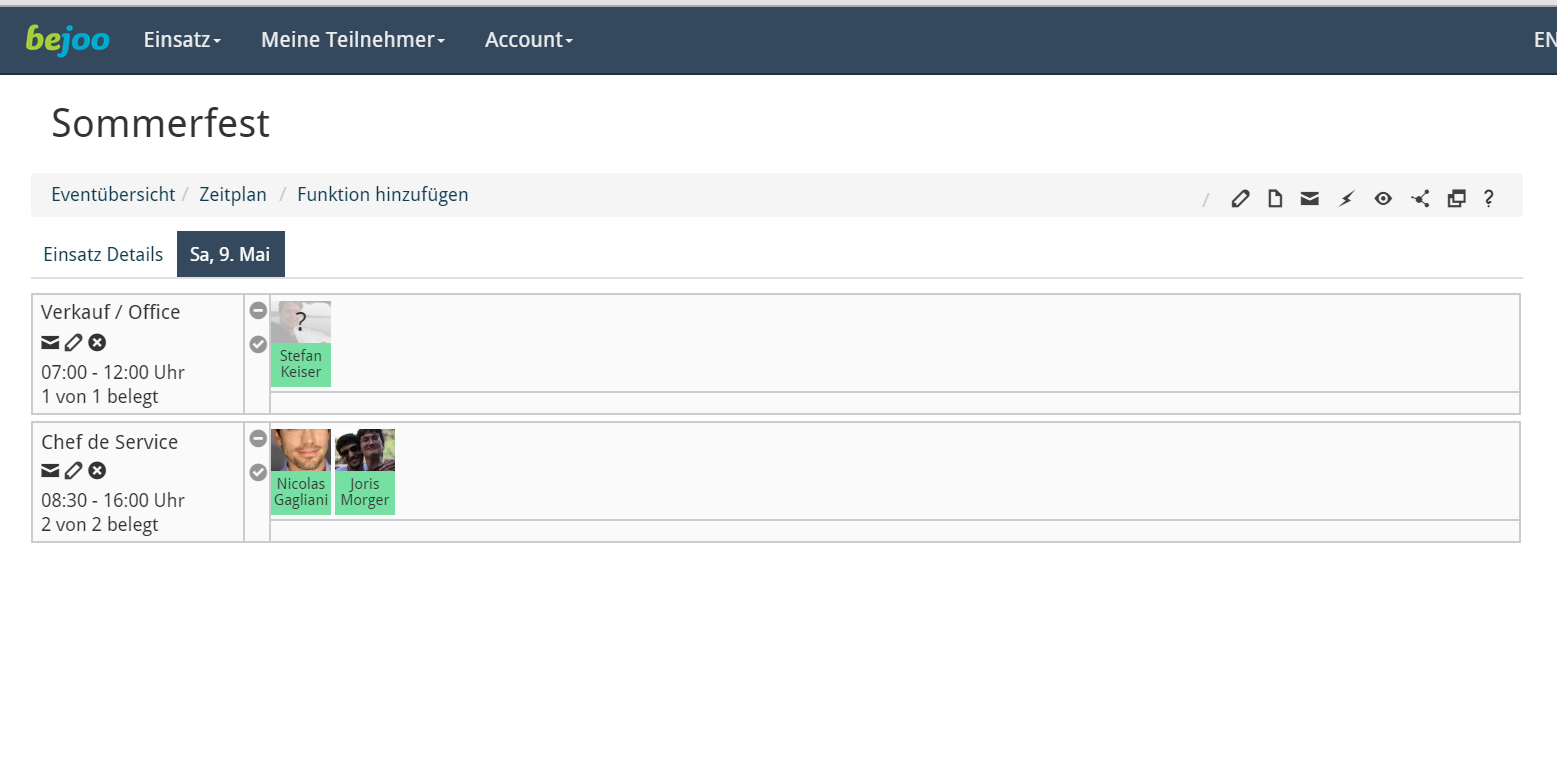 bejoo Einsatz Meine Teilnehmer Account EN
Sommerfest
Eventübersicht / Zeitplan / Funktion hinzufügen / ?
Einsatz Details Sa, 9. Mai
Verkauf / Office
07:00 - 12:00 Uhr
1 von 1 belegt
?
Stefan
Keiser
Chef de Service
08:30 - 16:00 Uhr
2 von 2 belegt
Nicolas
Gagliani
Joris
Morger